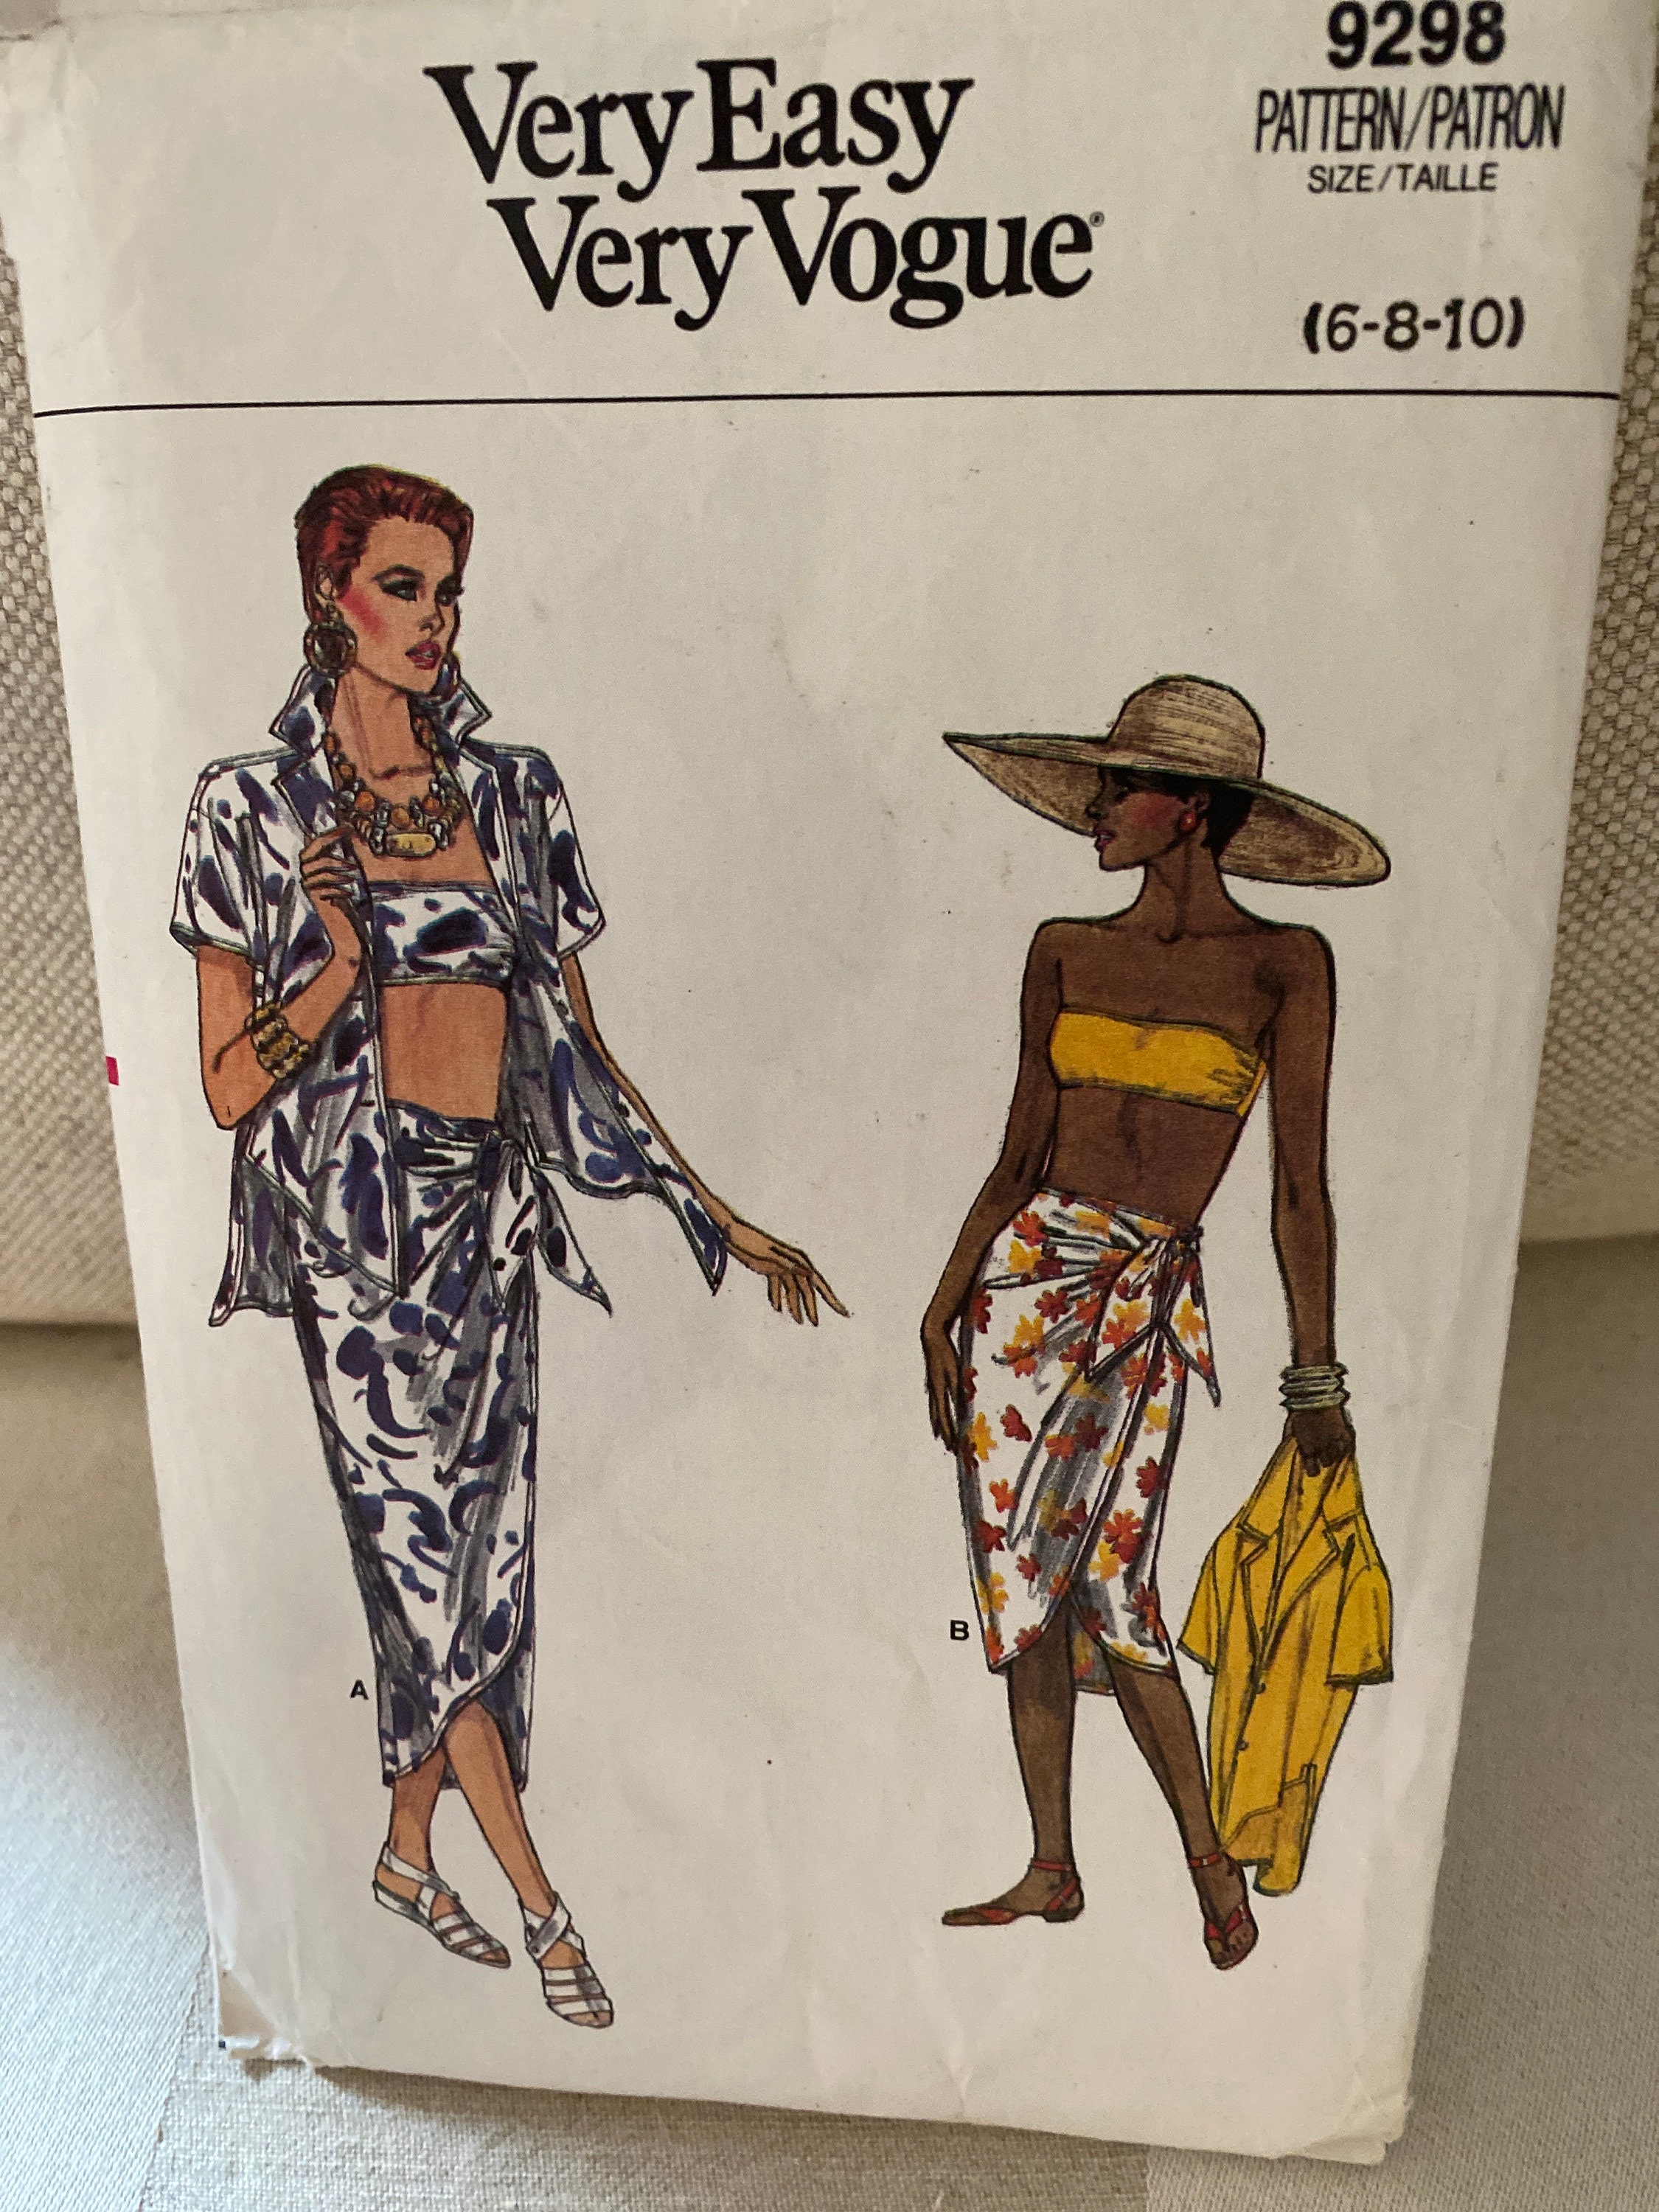 Very Easy
Very Vogue®
9298
PATTERN/PATRON
SIZE/TAILLE
(6-8-10)
A
B